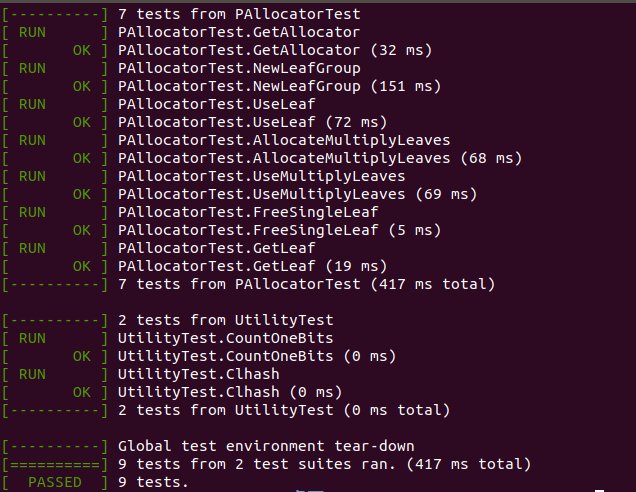 [----------] 7 tests from PAllocatorTest
[ RUN      ] PAllocatorTest.GetAllocator
[       OK ] PAllocatorTest.GetAllocator (32 ms)
[ RUN      ] PAllocatorTest.NewLeafGroup
[       OK ] PAllocatorTest.NewLeafGroup (151 ms)
[ RUN      ] PAllocatorTest.UseLeaf
[       OK ] PAllocatorTest.UseLeaf (72 ms)
[ RUN      ] PAllocatorTest.AllocateMultiplyLeaves
[       OK ] PAllocatorTest.AllocateMultiplyLeaves (68 ms)
[ RUN      ] PAllocatorTest.UseMultiplyLeaves
[       OK ] PAllocatorTest.UseMultiplyLeaves (69 ms)
[ RUN      ] PAllocatorTest.FreeSingleLeaf
[       OK ] PAllocatorTest.FreeSingleLeaf (5 ms)
[ RUN      ] PAllocatorTest.GetLeaf
[       OK ] PAllocatorTest.GetLeaf (19 ms)
[----------] 7 tests from PAllocatorTest (417 ms total)
[----------] 2 tests from UtilityTest
[ RUN      ] UtilityTest.CountOneBits
[       OK ] UtilityTest.CountOneBits (0 ms)
[ RUN      ] UtilityTest.Clhash
[       OK ] UtilityTest.Clhash (0 ms)
[----------] 2 tests from UtilityTest (0 ms total)
[----------] Global test environment tear-down
[==========] 9 tests from 2 test suites ran. (417 ms total)
[  PASSED  ] 9 tests.